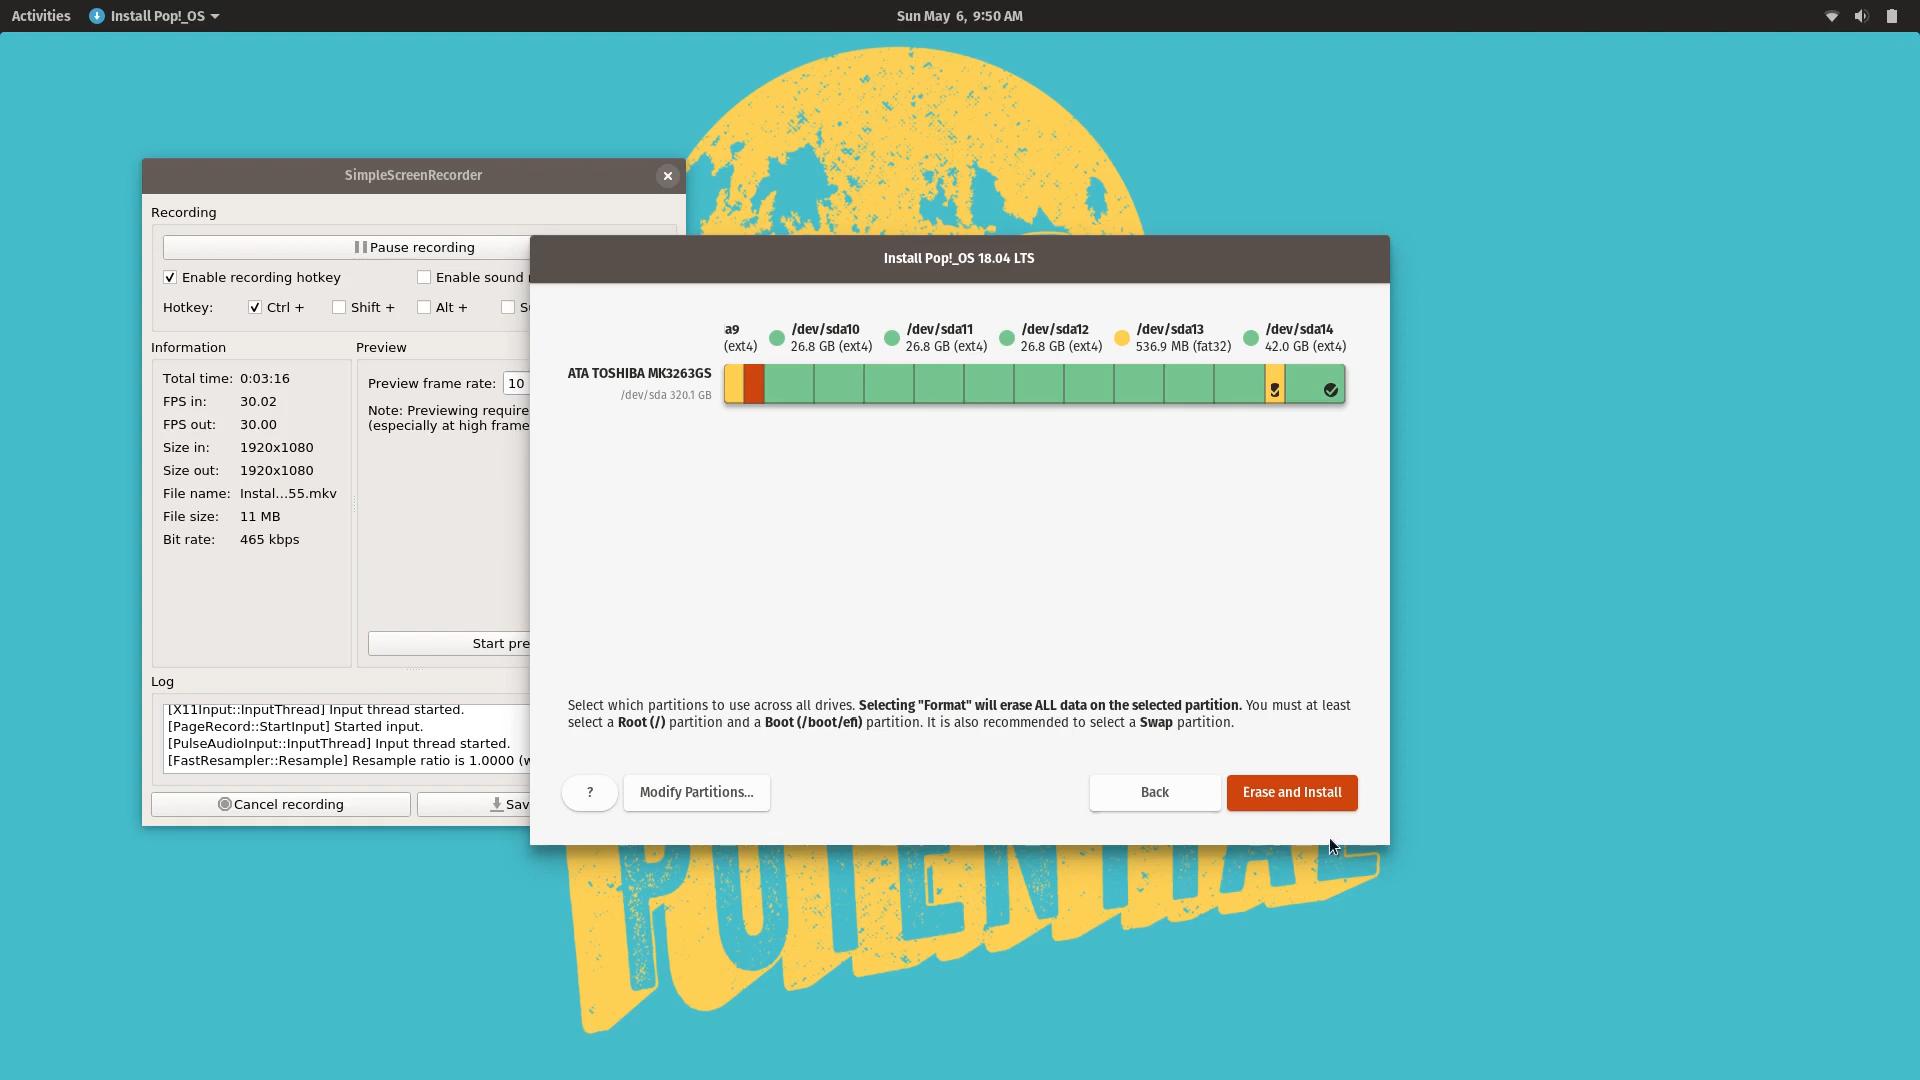 Activities
Install Pop!_OS
Sun May 6, 9:50 AM
SimpleScreenRecorder
Recording
Pause recording
Enable recording hotkey
Enable sound
Hotkey:
Ctrl +
Shift +
Alt +
Information
Total time: 0:03:16
FPS in: 30.02
FPS out: 30.00
Size in: 1920x1080
Size out: 1920x1080
File name: Instal...55.mkv
File size: 11 MB
Bit rate: 465 kbps
Preview
Preview frame rate: 10
Note: Previewing require
(especially at high frame
Start pre
Log
[X11Input::InputThread] Input thread started.
[PageRecord::StartInput] Started input.
[PulseAudioInput::InputThread] Input thread started.
[FastResampler::Resample] Resample ratio is 1.0000 (w
Cancel recording
Sav
Install Pop!_OS 18.04 LTS
a9
(ext4)
/dev/sda10
26.8 GB (ext4)
/dev/sda11
26.8 GB (ext4)
/dev/sda12
26.8 GB (ext4)
/dev/sda13
536.9 MB (fat32)
/dev/sda14
42.0 GB (ext4)
ATA TOSHIBA MK3263GS
/dev/sda 320.1 GB
Select which partitions to use across all drives. Selecting "Format" will erase ALL data on the selected partition. You must at least
select a Root (/) partition and a Boot (/boot/efi) partition. It is also recommended to select a Swap partition.
?
Modify Partitions...
Back
Erase and Install
POTENTIAL